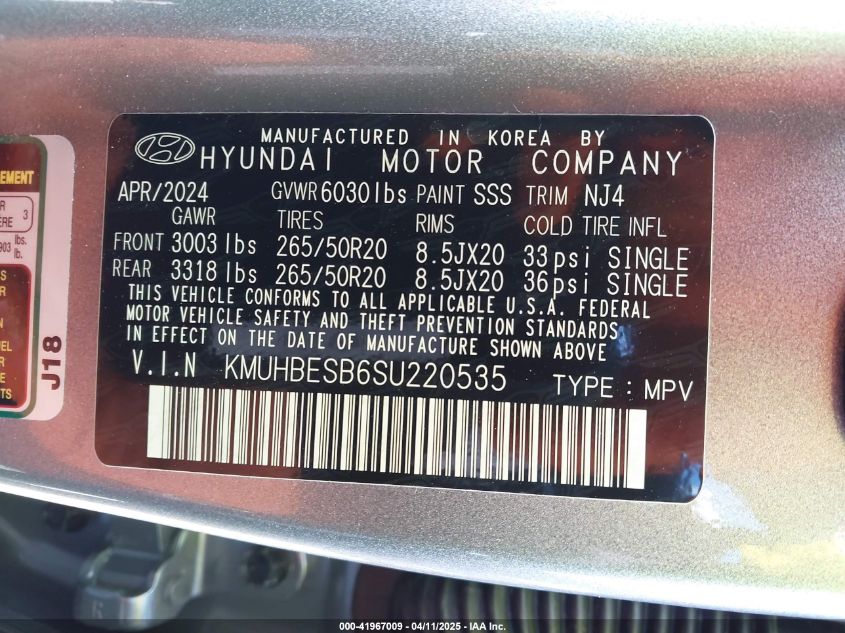 MANUFACTURED IN KOREA BY
HYUNDAI MOTOR COMPANY
APR/2024 GVWR 6030 lbs PAINT SSS TRIM NJ4
GAWR TIRES RIMS COLD TIRE INFL
FRONT 3003 lbs 265/50R20 8.5JX20 33psi SINGLE
REAR 3318 lbs 265/50R20 8.5JX20 36psi SINGLE
THIS VEHICLE CONFORMS TO ALL APPLICABLE U.S.A. FEDERAL
MOTOR VEHICLE SAFETY AND THEFT PREVENTION STANDARDS
IN EFFECT ON THE DATE OF MANUFACTURE SHOWN ABOVE
V.I.N KMUHBESB6SU220535 TYPE : MPV
J18
3
lbs.
000-41967009 - 04/11/2025 - IAA Inc.